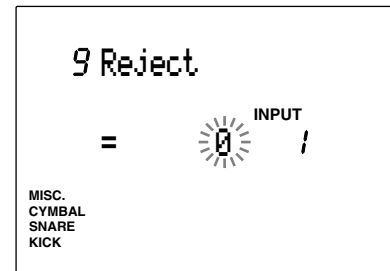 9 Reject
INPUT
= 0 1
MISC.
CYMBAL
SNARE
KICK